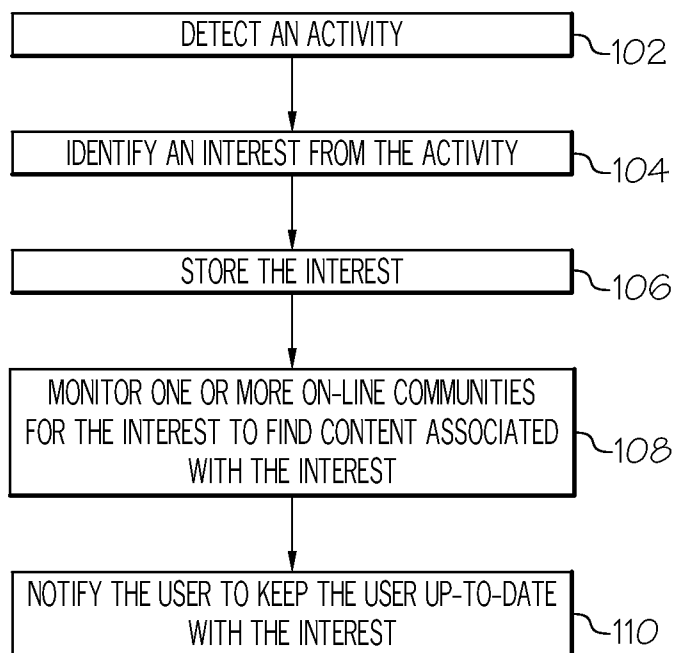 DETECT AN ACTIVITY
102
IDENTIFY AN INTEREST FROM THE ACTIVITY
104
STORE THE INTEREST
106
MONITOR ONE OR MORE ON-LINE COMMUNITIES
FOR THE INTEREST TO FIND CONTENT ASSOCIATED
WITH THE INTEREST
108
NOTIFY THE USER TO KEEP THE USER UP-TO-DATE
WITH THE INTEREST
110